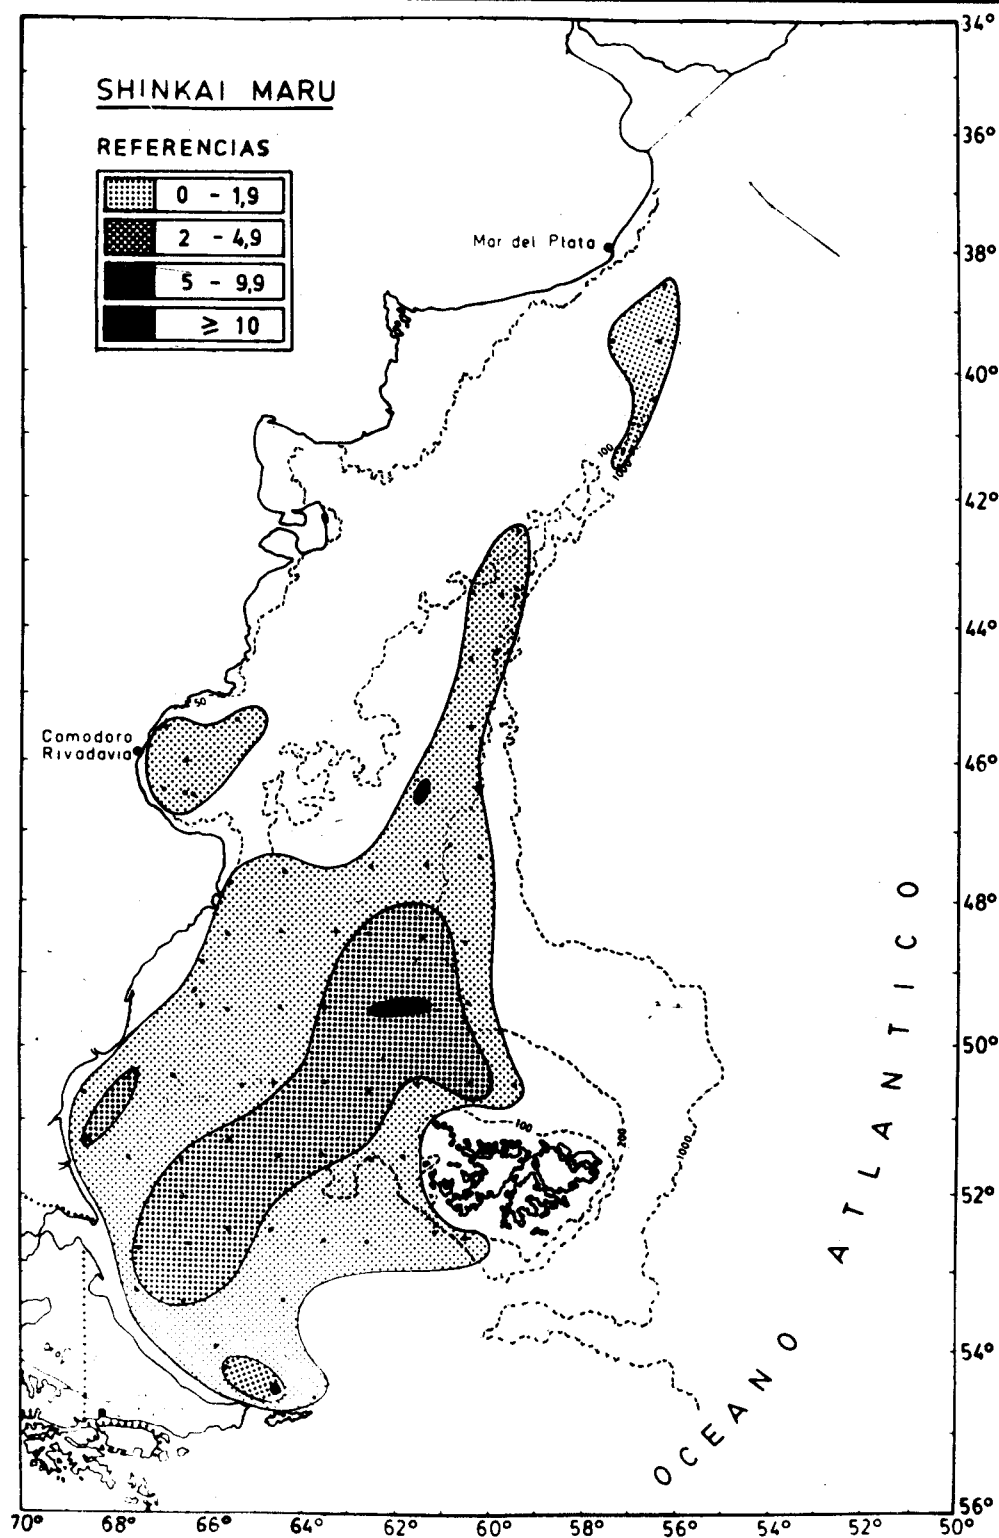 SHINKAI MARU
REFERENCIAS
0 - 1,9
2 - 4,9
5 - 9,9
≥ 10
Mar del Plata
Comodoro
Rivadavia
50
100
1000
100
200
1000
OCEANO ATLANTICO
34°
36°
38°
40°
42°
44°
46°
48°
50°
52°
54°
56°
70° 68° 66° 64° 62° 60° 58° 56° 54° 52° 50°